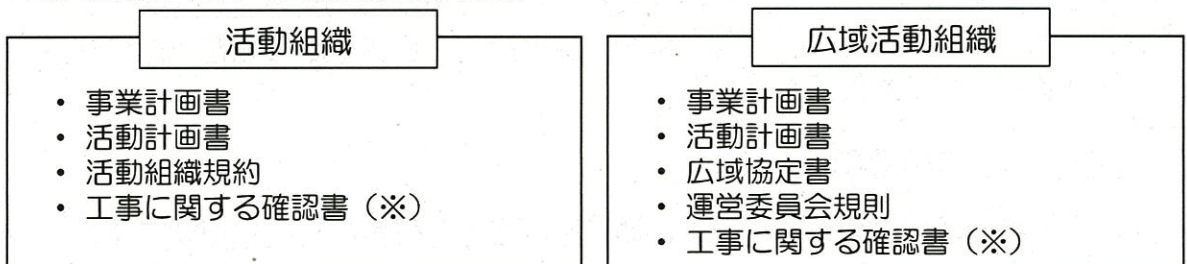 活動組織
・ 事業計画書
・ 活動計画書
・ 活動組織規約
・ 工事に関する確認書（※）
広域活動組織
・ 事業計画書
・ 活動計画書
・ 広域協定書
・ 運営委員会規則
・ 工事に関する確認書（※）